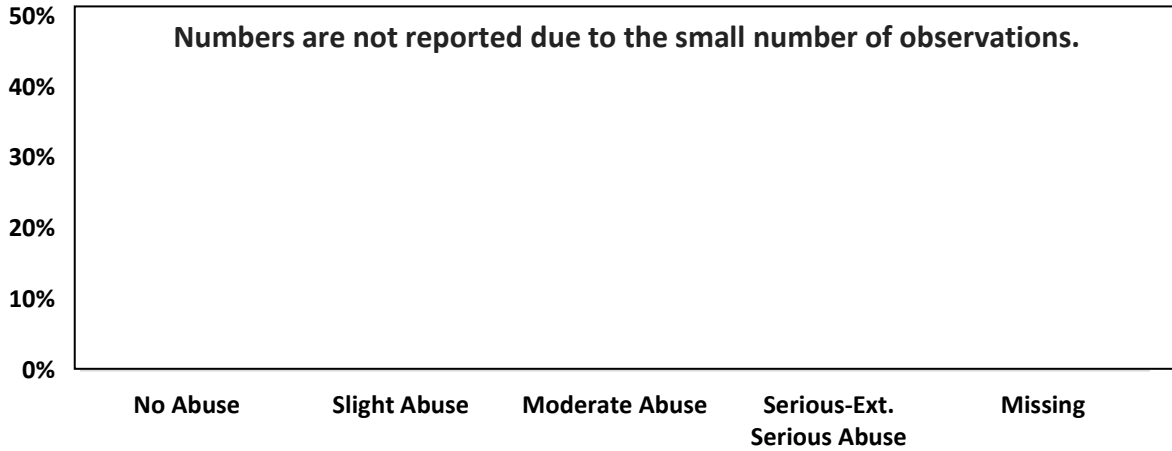 50%
Numbers are not reported due to the small number of observations.
40%
30%
20%
10%
0%
No Abuse
Slight Abuse
Moderate Abuse
Serious-Ext.
Serious Abuse
Missing